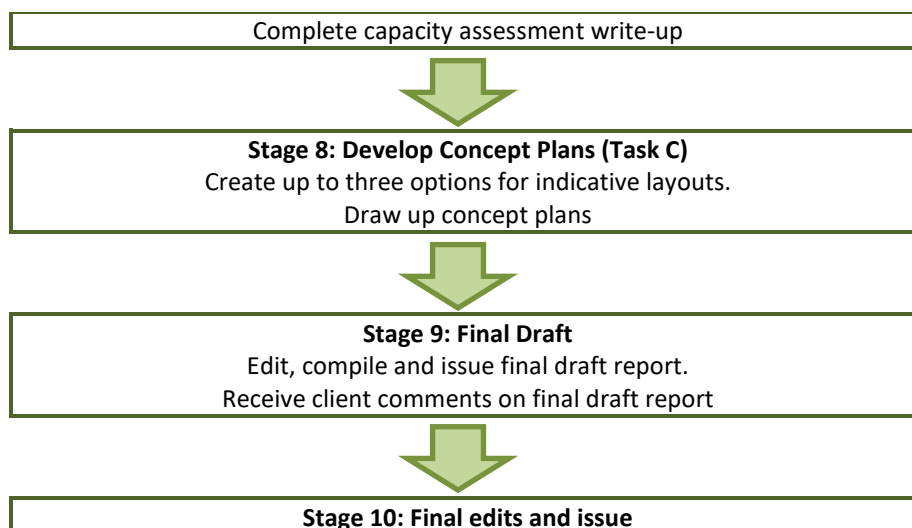 Complete capacity assessment write-up
Stage 8: Develop Concept Plans (Task C)
Create up to three options for indicative layouts.
Draw up concept plans
Stage 9: Final Draft
Edit, compile and issue final draft report.
Receive client comments on final draft report
Stage 10: Final edits and issue